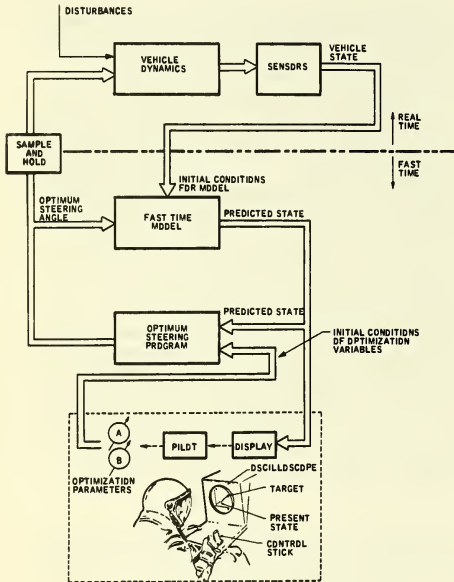 DISTURBANCES
VEHICLE
DYNAMICS
SENSDRS
VEHICLE
STATE
REAL
TIME
FAST
TIME
SAMPLE
AND
HOLD
INITIAL CONDITIONS
FDR MDDEL
OPTIMUM
STEERING
ANGLE
FAST TIME
MODEL
PREDICTED STATE
PREDICTED STATE
OPTIMUM
STEERING
PRDGRAM
INITIAL CONDITIDNS
DF DPTIMIZATION
VARIABLES
A
B
PILDT
DISPLAY
OPTIMIZATION
PARAMETERS
DSCILLDSCDPE
TARGET
PRESENT
STATE
CDNTRDL
STICK